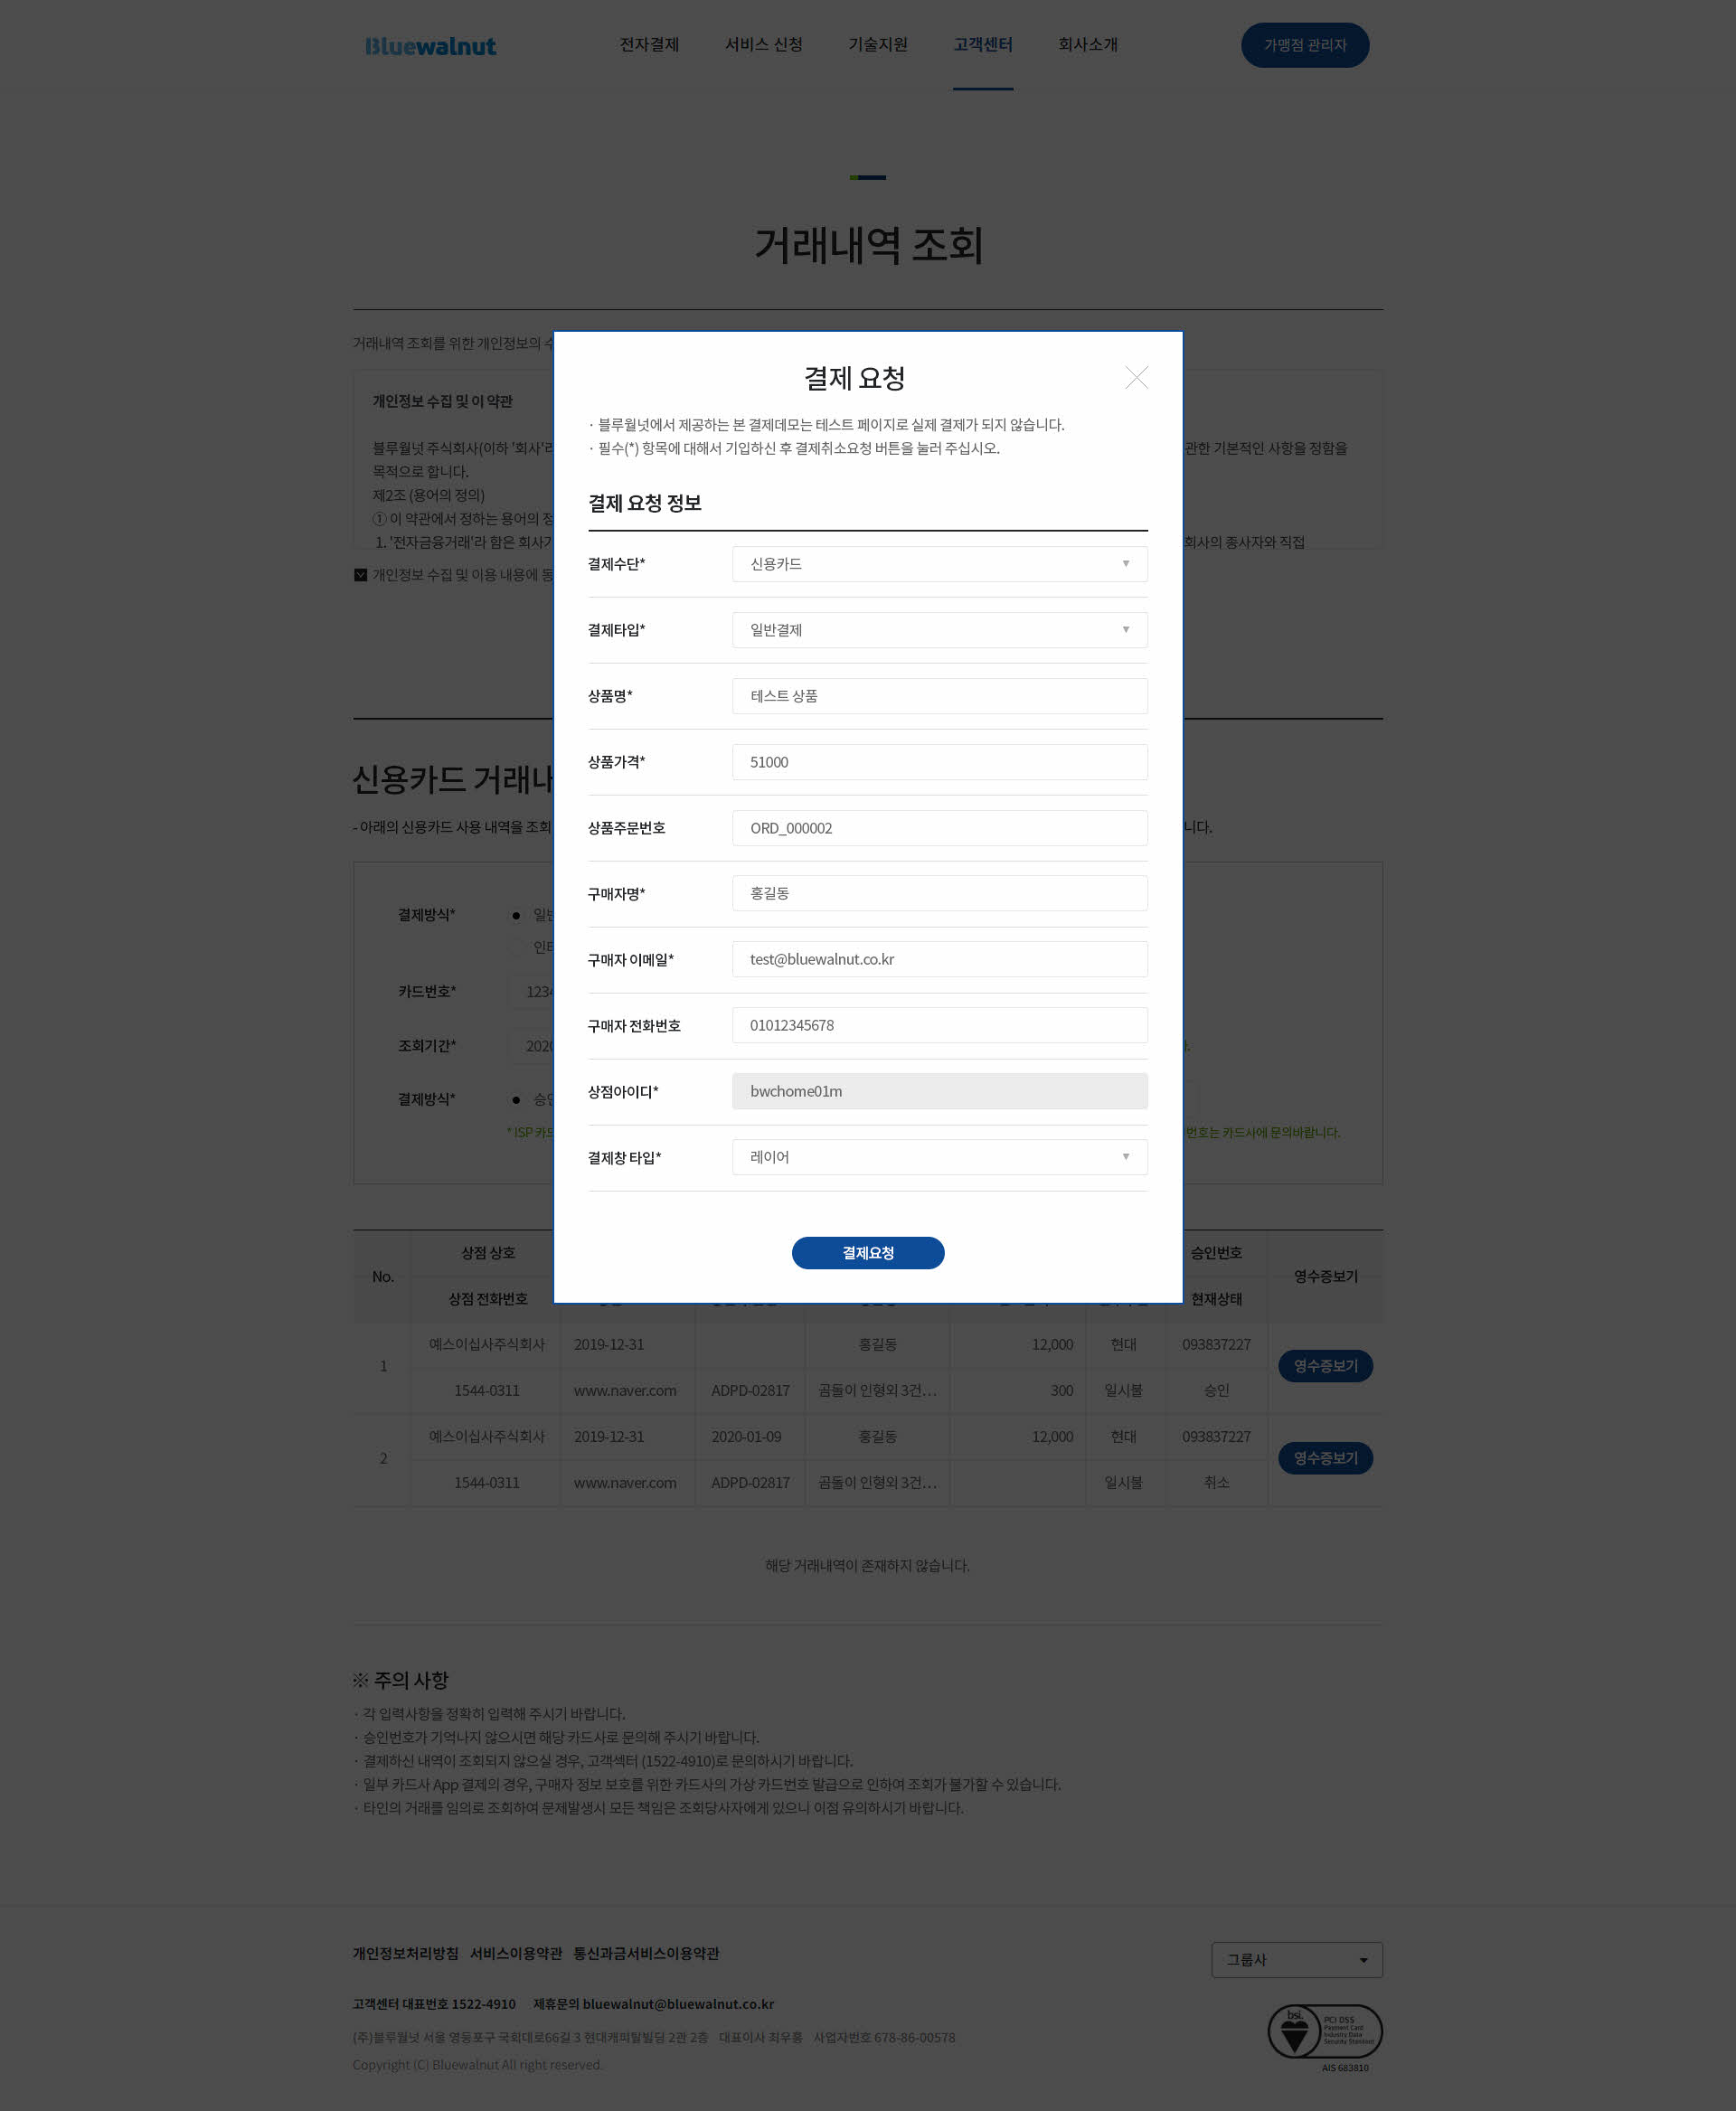 Bluewalnut
전자결제
서비스 신청
기술지원
고객센터
회사소개
가맹점 관리자
거래내역 조회
거래내역 조회를 위한 개인정보의
개인정보 수집 및 이 약관
블루월넛 주식회사(이하 '회사'라
관한 기본적인 사항을 정함을
목적으로 합니다.
제2조 (용어의 정의)
① 이 약관에서 정하는 용어의 정
1. '전자금융거래'라 함은 회사가
회사의 종사자와 직접
개인정보 수집 및 이용 내용에 동
결제 요청
· 블루월넛에서 제공하는 본 결제데모는 테스트 페이지로 실제 결제가 되지 않습니다.
· 필수(*) 항목에 대해서 기입하신 후 결제취소요청 버튼을 눌러 주십시오.
결제 요청 정보
결제수단*
신용카드
결제타입*
일반결제
상품명*
테스트 상품
상품가격*
51000
상품주문번호
ORD_000002
구매자명*
홍길동
구매자 이메일*
test@bluewalnut.co.kr
구매자 전화번호
01012345678
상점아이디*
bwchome01m
결제창 타입*
레이어
결제요청
신용카드 거래내
- 아래의 신용카드 사용 내역을 조회
니다.
결제방식*
일반
카드번호*
1234
조회기간*
2020
결제방식*
승인
* ISP 카드
번호는 카드사에 문의바랍니다.
No.
상점 상호
승인번호
영수증보기
상점 전화번호
현재상태
1
예스이십사주식회사
2019-12-31
홍길동
12,000
현대
093837227
영수증보기
1544-0311
www.naver.com
ADPD-02817
곰돌이 인형외 3건...
300
일시불
승인
2
예스이십사주식회사
2019-12-31
2020-01-09
홍길동
12,000
현대
093837227
영수증보기
1544-0311
www.naver.com
ADPD-02817
곰돌이 인형외 3건...
일시불
취소
해당 거래내역이 존재하지 않습니다.
※ 주의 사항
· 각 입력사항을 정확히 입력해 주시기 바랍니다.
· 승인번호가 기억나지 않으시면 해당 카드사로 문의해 주시기 바랍니다.
· 결제하신 내역이 조회되지 않으실 경우, 고객센터 (1522-4910)로 문의하시기 바랍니다.
· 일부 카드사 App 결제의 경우, 구매자 정보 보호를 위한 카드사의 가상 카드번호 발급으로 인하여 조회가 불가할 수 있습니다.
· 타인의 거래를 임의로 조회하여 문제발생시 모든 책임은 조회당사자에게 있으니 이점 유의하시기 바랍니다.
개인정보처리방침 서비스이용약관 통신과금서비스이용약관
그룹사
고객센터 대표번호 1522-4910 제휴문의 bluewalnut@bluewalnut.co.kr
(주)블루월넛 서울 영등포구 국회대로66길 3 현대캐피탈빌딩 2관 2층 대표이사 최우흥 사업자번호 678-86-00578
Copyright (C) Bluewalnut All right reserved.
bsi.
PCI DSS
Payment Card
Industry Data
Security Standard
AIS 683810